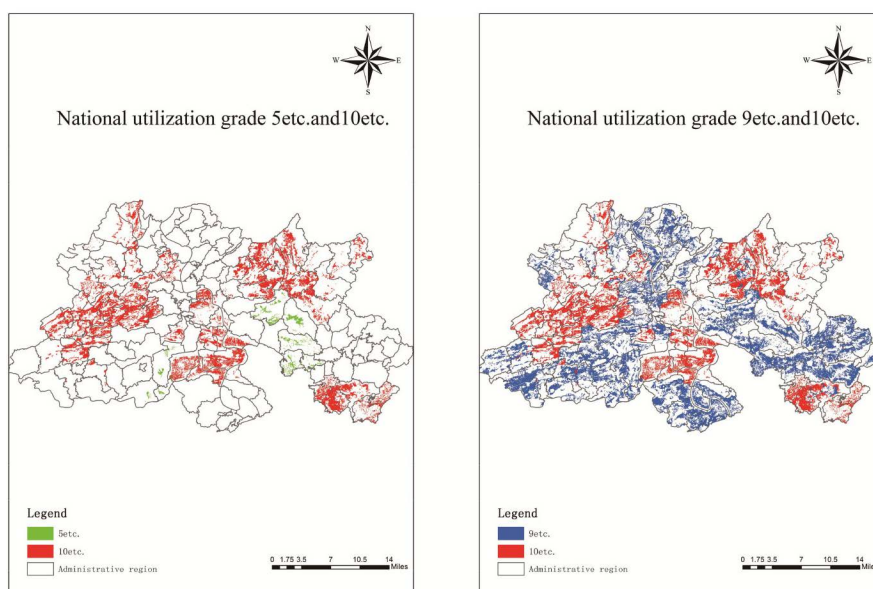 N
W E
S
National utilization grade 5etc.and10etc.
Legend
5etc.
10etc.
Administrative region
0 1.75 3.5 7 10.5 14
Miles
N
W E
S
National utilization grade 9etc.and10etc.
Legend
9etc.
10etc.
Administrative region
0 1.75 3.5 7 10.5 14
Miles